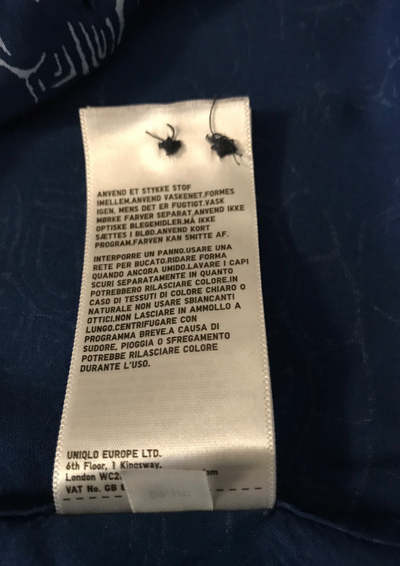 ANVEND ET STYKKE STOF
IMELLEM.ANVEND VASKENET.FORMES
IGEN, MENS DET ER FUGTIGT.VASK
MØRKE FARVER SEPARAT.ANVEND IKKE
OPTISKE BLEGEMIDLER.MÅ IKKE
SÆTTES I BLØD.ANVEND KORT
PROGRAM.FARVEN KAN SMITTE AF.
INTERPORRE UN PANNO.USARE UNA
RETE PER BUCATO.RIDARE FORMA
QUANDO ANCORA UMIDO.LAVARE I CAPI
SCURI SEPARATAMENTE IN QUANTO
POTREBBERO RILASCIARE COLORE.IN
CASO DI TESSUTI DI COLORE CHIARO O
NATURALE NON USARE SBIANCANTI
OTTICI.NON LASCIARE IN AMMOLLO A
LUNGO.CENTRIFUGARE CON
PROGRAMMA BREVE.A CAUSA DI
SUDORE, PIOGGIA O SFREGAMENTO
POTREBBE RILASCIARE COLORE
DURANTE L'USO.
UNIQLO EUROPE LTD.
6th Floor, 1 Kingsway,
London
VAT No. GB